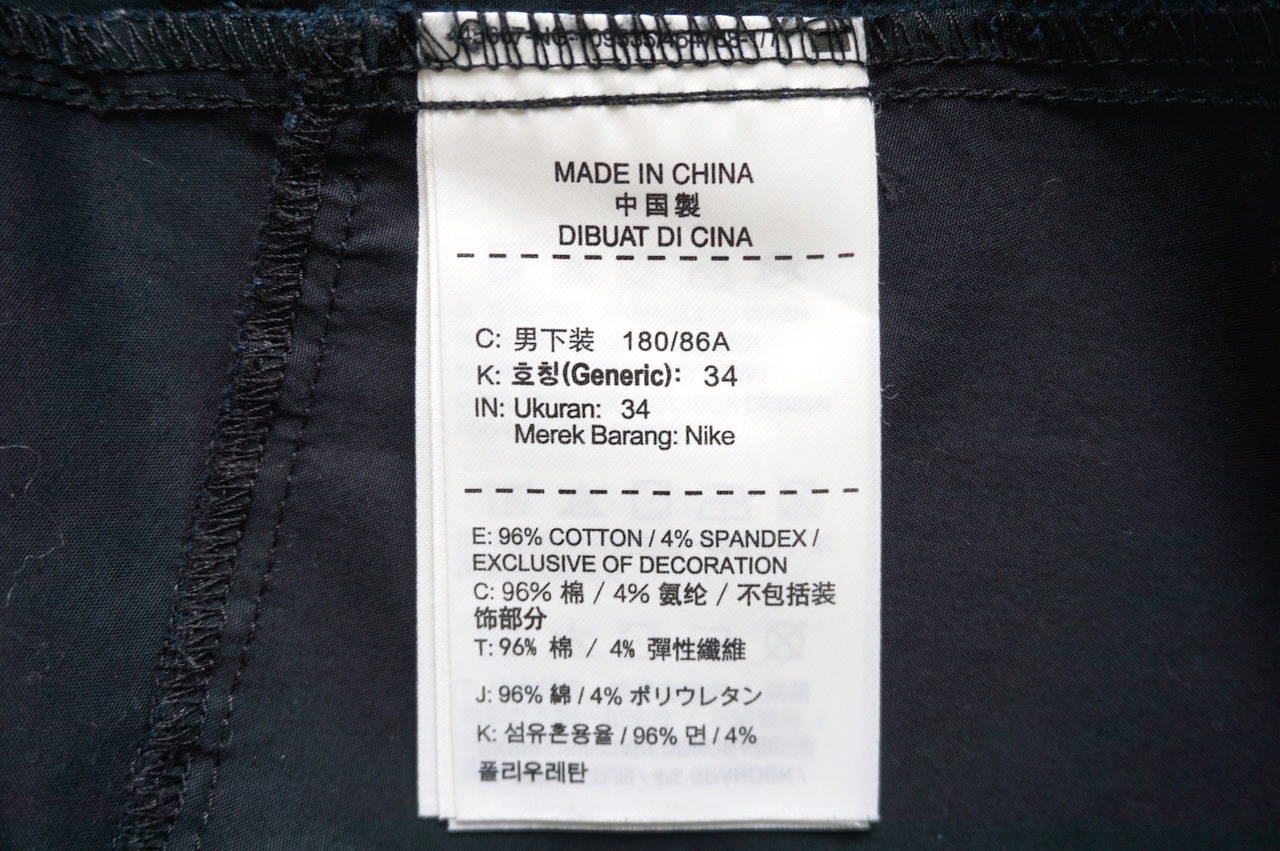 MADE IN CHINA
中国製
DIBUAT DI CINA
C: 男下装 180/86A
K: 호칭(Generic): 34
IN: Ukuran: 34
Merek Barang: Nike
E: 96% COTTON / 4% SPANDEX /
EXCLUSIVE OF DECORATION
C: 96% 棉 / 4% 氨纶 / 不包括装
饰部分
T: 96% 棉 / 4% 彈性纖維
J: 96% 綿 / 4% ポリウレタン
K: 섬유혼용율 / 96% 면 / 4%
폴리우레탄